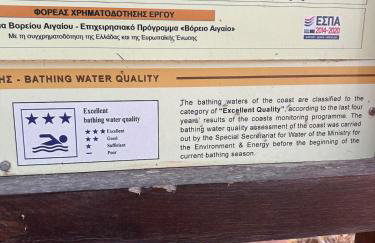 ΦΟΡΕΑΣ ΧΡΗΜΑΤΟΔΟΤΗΣΗΣ ΕΡΓΟΥ
Βορείου Αιγαίου - Επιχειρησιακό Πρόγραμμα «Βόρειο Αιγαίο»
Με τη συγχρηματοδότηση της Ελλάδας και της Ευρωπαϊκής Ένωσης
ΕΣΠΑ
2014-2020
- BATHING WATER QUALITY
Excellent
bathing water quality
★★★ Excellent
★★ Good
★ Sufficient
— Poor
The bathing waters of the coast are classified to the
category of "Excellent Quality", according to the last four
years' results of the coasts monitoring programme. The
bathing water quality assessment of the coast was carried
out by the Special Secretariat for Water of the Ministry for
the Environment & Energy before the beginning of the
current bathing season.